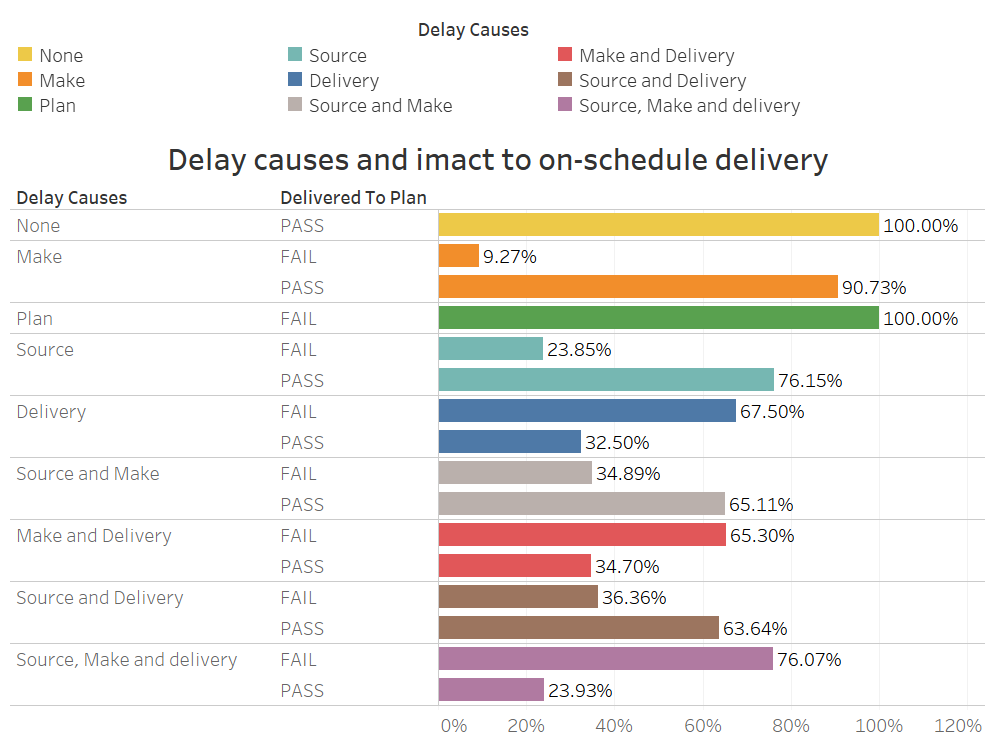 Delay Causes
None Source Make and Delivery
Make Delivery Source and Delivery
Plan Source and Make Source, Make and delivery
Delay causes and imact to on-schedule delivery
Delay Causes Delivered To Plan
None PASS 100.00%
Make FAIL 9.27%
PASS 90.73%
Plan FAIL 100.00%
Source FAIL 23.85%
PASS 76.15%
Delivery FAIL 67.50%
PASS 32.50%
Source and Make FAIL 34.89%
PASS 65.11%
Make and Delivery FAIL 65.30%
PASS 34.70%
Source and Delivery FAIL 36.36%
PASS 63.64%
Source, Make and delivery FAIL 76.07%
PASS 23.93%
0% 20% 40% 60% 80% 100% 120%